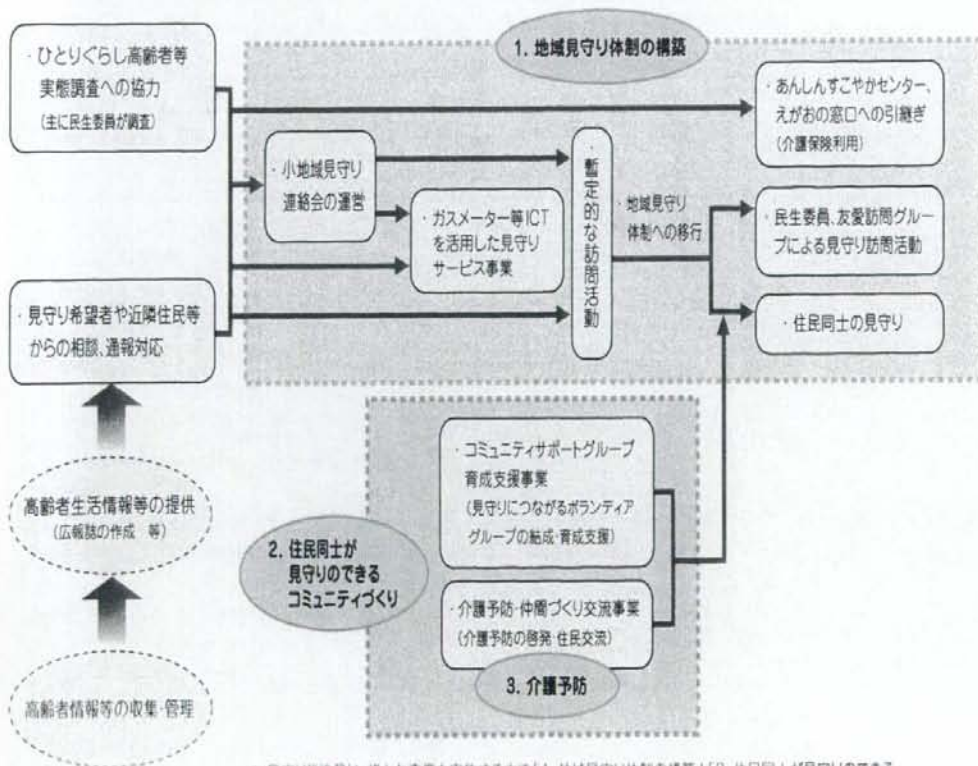 1. 地域見守り体制の構築
・ひとりぐらし高齢者等
実態調査への協力
(主に民生委員が調査)
・あんしんすこやかセンター、
えがおの窓口への引継ぎ
(介護保険利用)
・小地域見守り
連絡会の運営
・ガスメーター等ICT
を活用した見守り
サービス事業
・暫定的な訪問活動
・地域見守り
体制への移行
・民生委員、友愛訪問グルー
プによる見守り訪問活動
・住民同士の見守り
・見守り希望者や近隣住民等
からの相談、通報対応
高齢者生活情報等の提供
(広報誌の作成 等)
高齢者情報等の収集・管理
2. 住民同士が
見守りのできる
コミュニティづくり
・コミュニティサポートグループ
育成支援事業
(見守りにつながるボランティア
グループの結成・育成支援)
・介護予防・仲間づくり交流事業
(介護予防の啓発・住民交流)
3. 介護予防